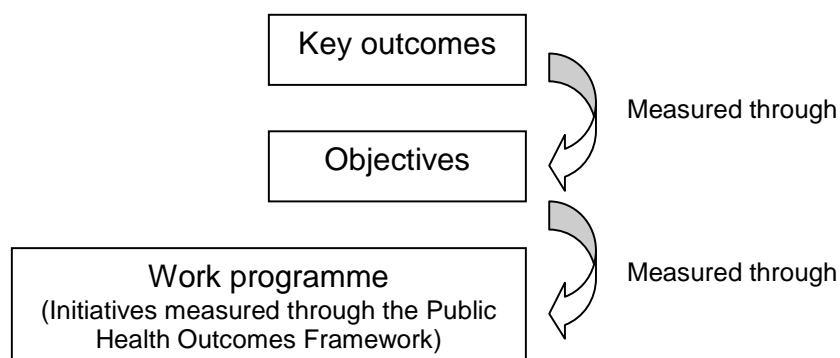 Key outcomes
Measured through
Objectives
Work programme
(Initiatives measured through the Public
Health Outcomes Framework)
Measured through